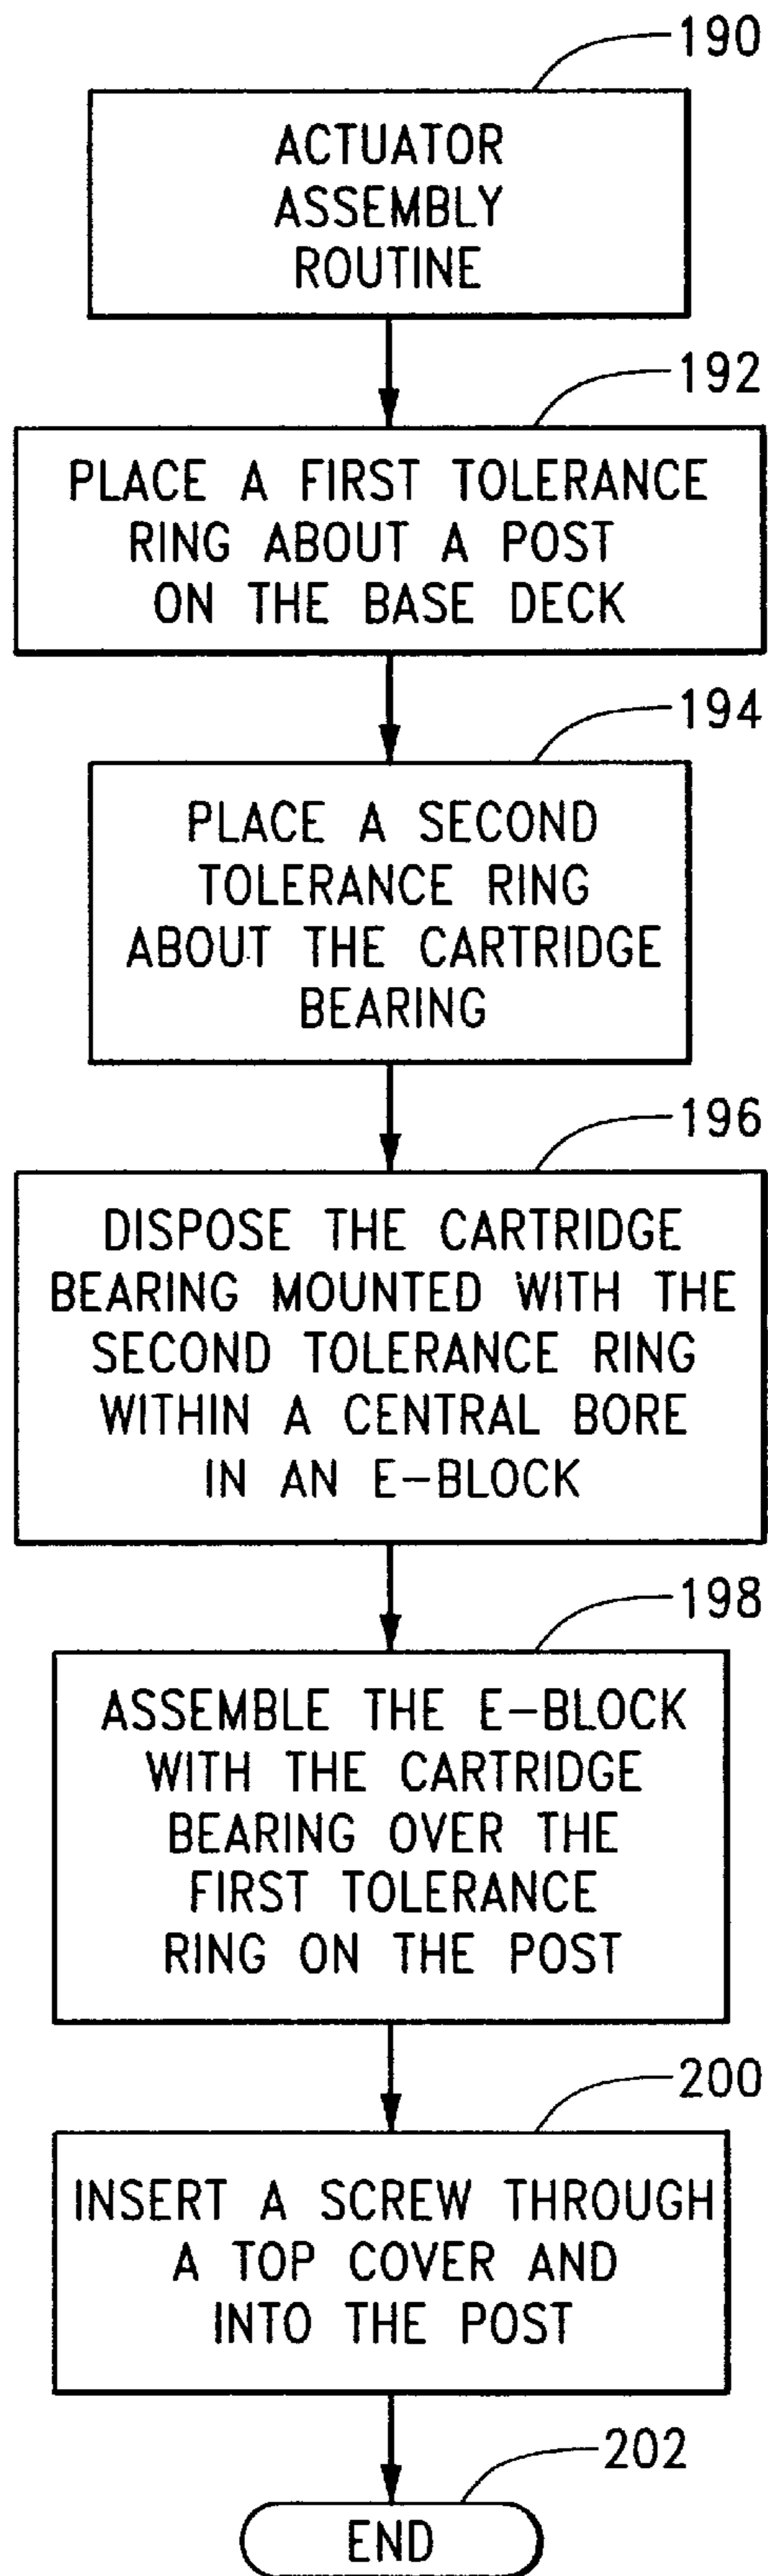 190
ACTUATOR
ASSEMBLY
ROUTINE
192
PLACE A FIRST TOLERANCE
RING ABOUT A POST
ON THE BASE DECK
194
PLACE A SECOND
TOLERANCE RING
ABOUT THE CARTRIDGE
BEARING
196
DISPOSE THE CARTRIDGE
BEARING MOUNTED WITH THE
SECOND TOLERANCE RING
WITHIN A CENTRAL BORE
IN AN E-BLOCK
198
ASSEMBLE THE E-BLOCK
WITH THE CARTRIDGE
BEARING OVER THE
FIRST TOLERANCE
RING ON THE POST
200
INSERT A SCREW THROUGH
A TOP COVER AND
INTO THE POST
202
END